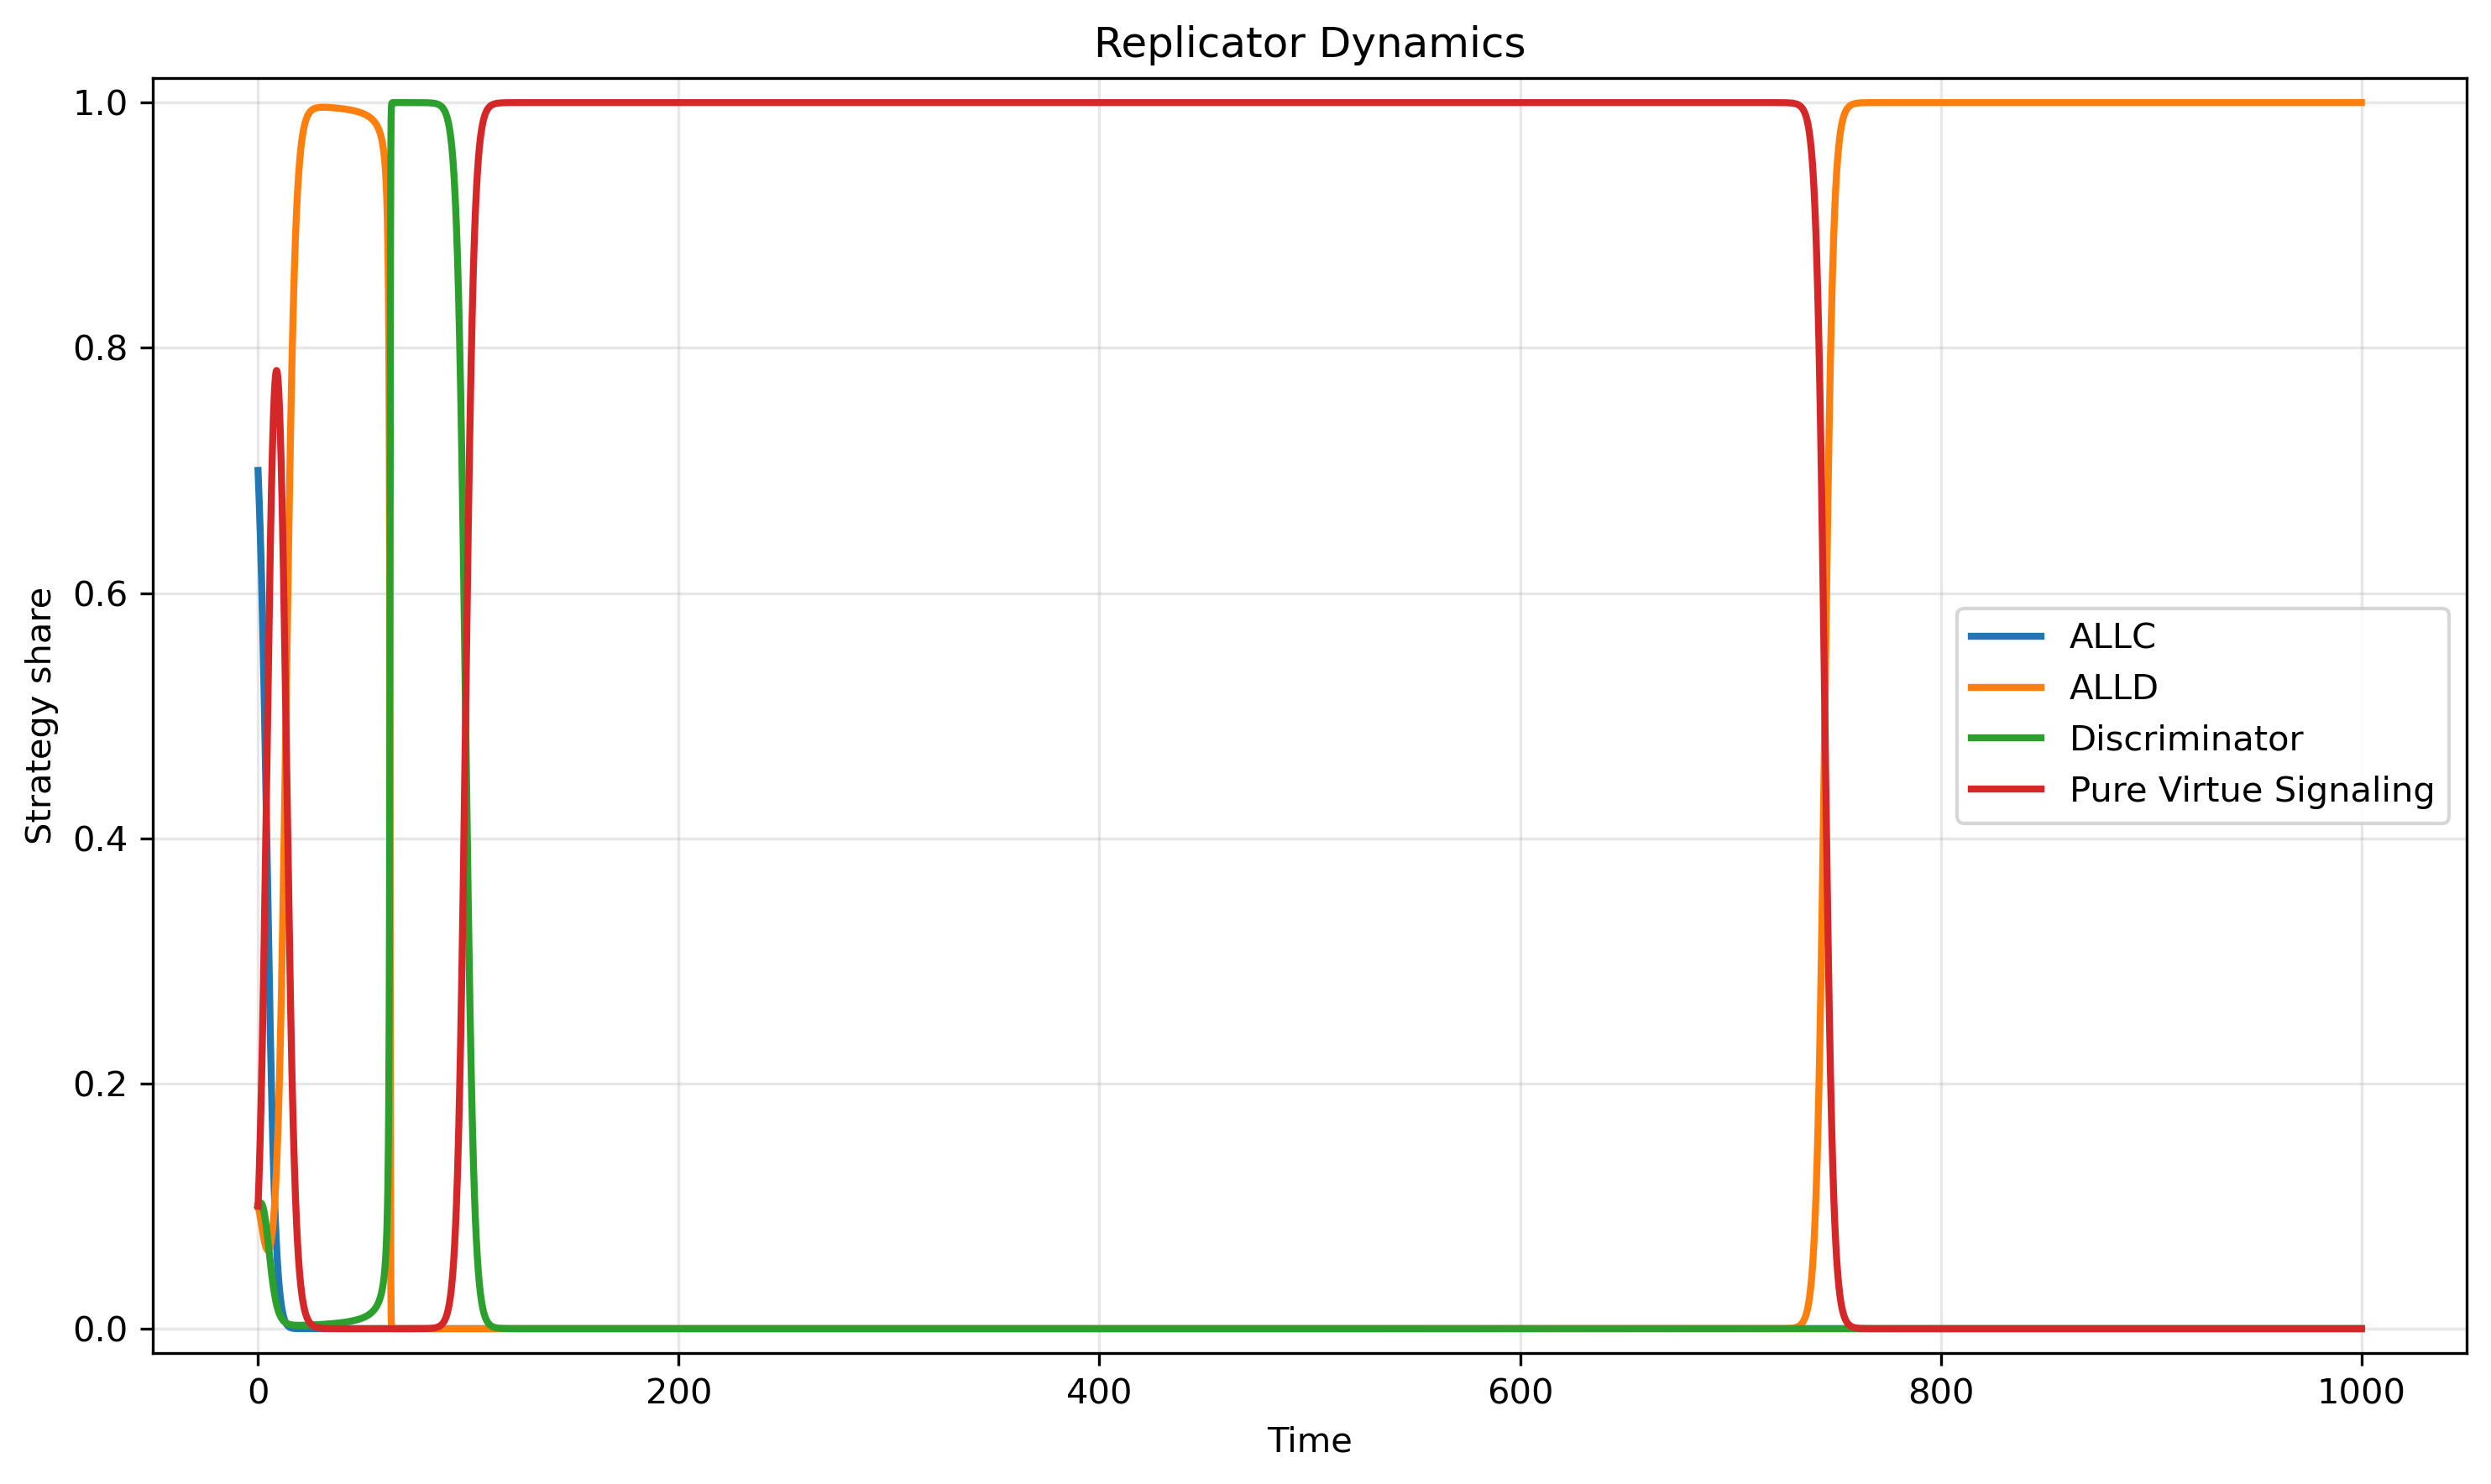 Replicator Dynamics
1.0
0.8
0.6
0.4
0.2
0.0
Strategy share
ALLC
ALLD
Discriminator
Pure Virtue Signaling
0 200 400 600 800 1000
Time